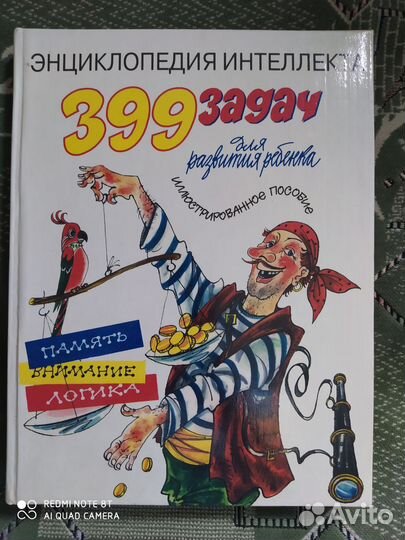 ЭНЦИКЛОПЕДИЯ ИНТЕЛЛЕКТА
399 задач
для
развития ребенка
ИЛЛЮСТРИРОВАННОЕ ПОСОБИЕ
ПАМЯТЬ
ВНИМАНИЕ
ЛОГИКА
REDMI NOTE 8T
AI QUAD CAMERA
Avito